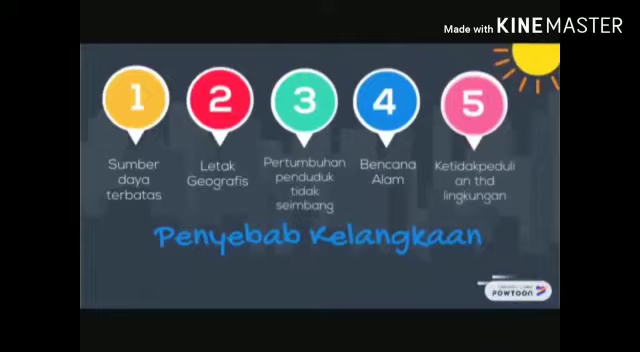 Made with KINEMASTER
1 2 3 4 5
Sumber
daya
terbatas
Letak
Geografis
Pertumbuhan
penduduk
tidak
seimbang
Bencana
Alam
Ketidakpeduli
an thd
lingkungan
Penyebab Kelangkaan
POWTOON